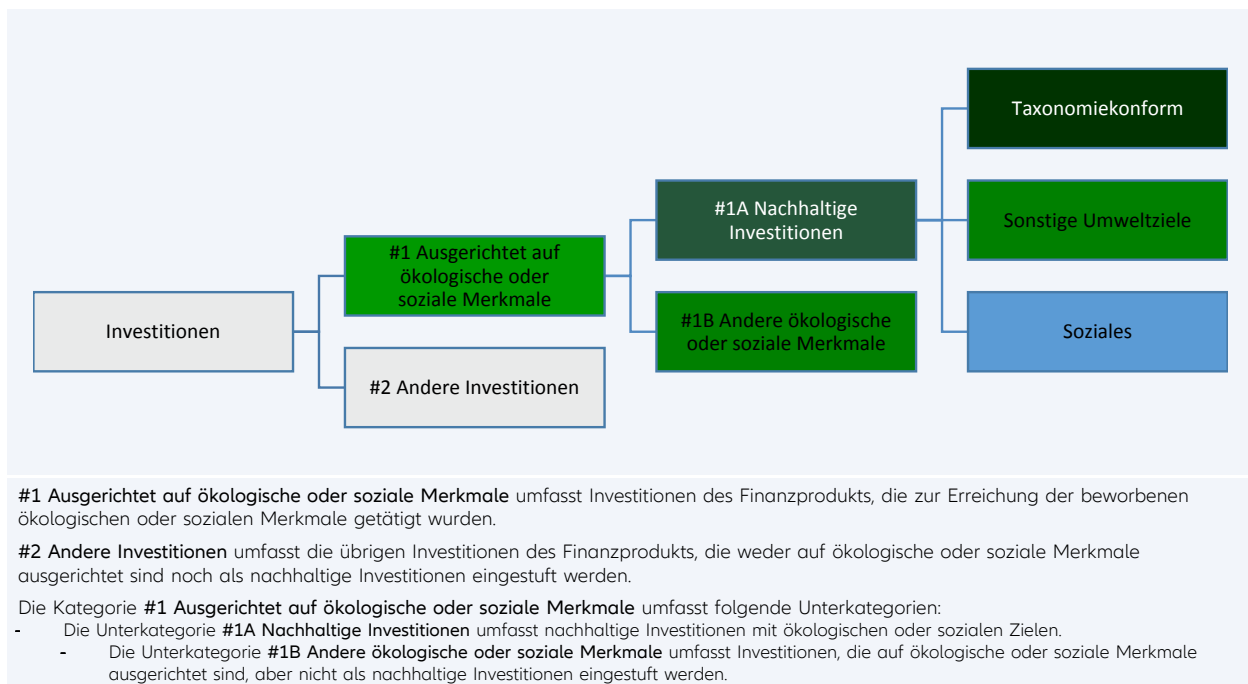 Taxonomiekonform
#1A Nachhaltige
Investitionen
Sonstige Umweltziele
#1 Ausgerichtet auf
ökologische oder
soziale Merkmale
Investitionen
#1B Andere ökologische
oder soziale Merkmale
Soziales
#2 Andere Investitionen
#1 Ausgerichtet auf ökologische oder soziale Merkmale umfasst Investitionen des Finanzprodukts, die zur Erreichung der beworbenen
ökologischen oder sozialen Merkmale getätigt wurden.
#2 Andere Investitionen umfasst die übrigen Investitionen des Finanzprodukts, die weder auf ökologische oder soziale Merkmale
ausgerichtet sind noch als nachhaltige Investitionen eingestuft werden.
Die Kategorie #1 Ausgerichtet auf ökologische oder soziale Merkmale umfasst folgende Unterkategorien:
- Die Unterkategorie #1A Nachhaltige Investitionen umfasst nachhaltige Investitionen mit ökologischen oder sozialen Zielen.
- Die Unterkategorie #1B Andere ökologische oder soziale Merkmale umfasst Investitionen, die auf ökologische oder soziale Merkmale
ausgerichtet sind, aber nicht als nachhaltige Investitionen eingestuft werden.